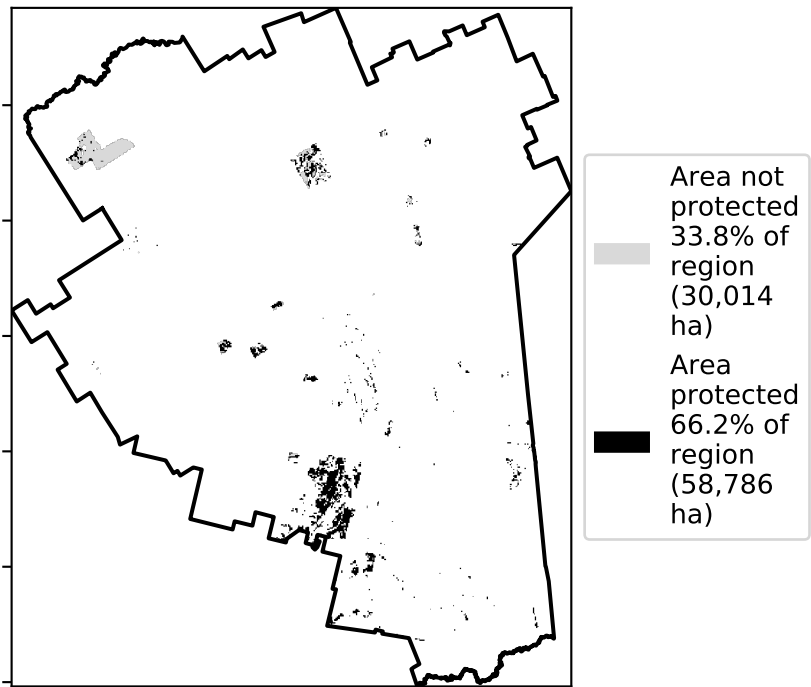 Area not
protected
33.8% of
region
(30,014
ha)
Area
protected
66.2% of
region
(58,786
ha)